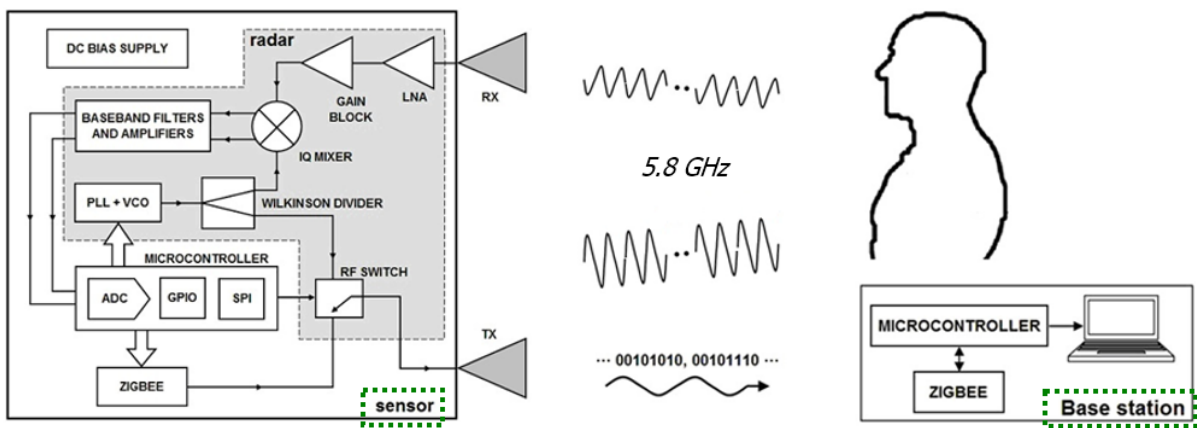 DC BIAS SUPPLY
radar
GAIN
BLOCK
LNA
RX
BASEBAND FILTERS
AND AMPLIFIERS
IQ MIXER
PLL + VCO
WILKINSON DIVIDER
MICROCONTROLLER
ADC
GPIO
SPI
RF SWITCH
TX
ZIGBEE
sensor
5.8 GHz
··· 00101010, 00101110 ···
MICROCONTROLLER
ZIGBEE
Base station